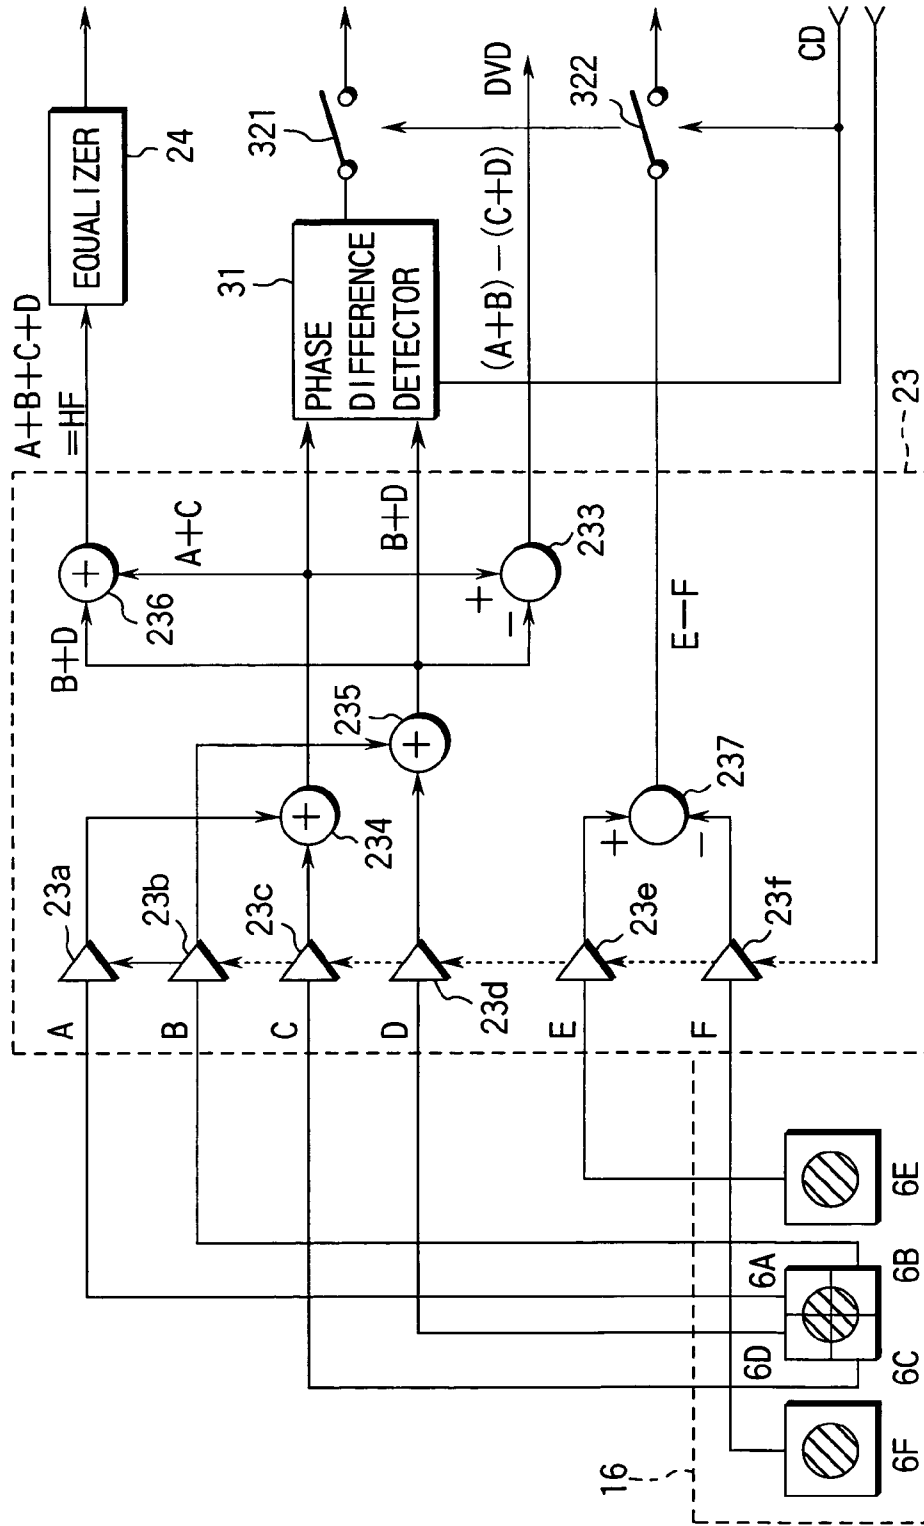 A+B+C+D
=HF
EQUALIZER
24
B+D
236
A+C
31
PHASE
DIFFERENCE
DETECTOR
321
B+D
235
234
+
+
+
+
−
233
(A+B)−(C+D)
DVD
322
CD
E−F
+
−
237
23
A
23a
B
23b
C
23c
D
23d
E
23e
F
23f
16
6F
6D
6C
6A
6B
6E